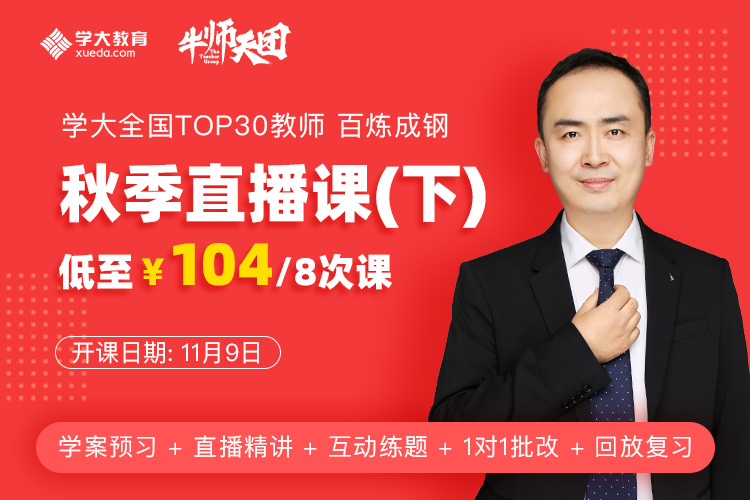 学大教育
xueda.com
牛师天团
The Teacher Group
学大全国TOP30教师 百炼成钢
秋季直播课(下)
低至￥104/8次课
开课日期: 11月9日
学案预习 + 直播精讲 + 互动练题 + 1对1批改 + 回放复习